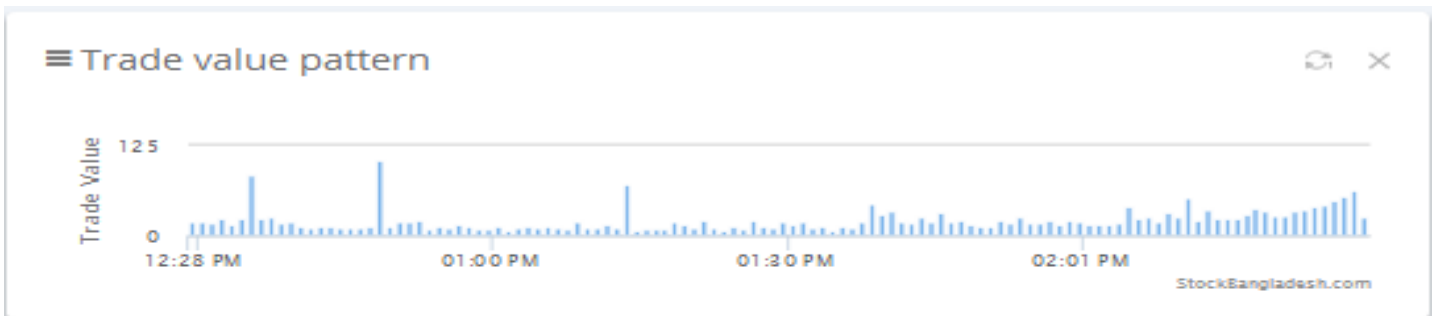 Trade value pattern
Trade Value
125
0
12:28 PM 01:00 PM 01:30 PM 02:01 PM
StockBangladesh.com